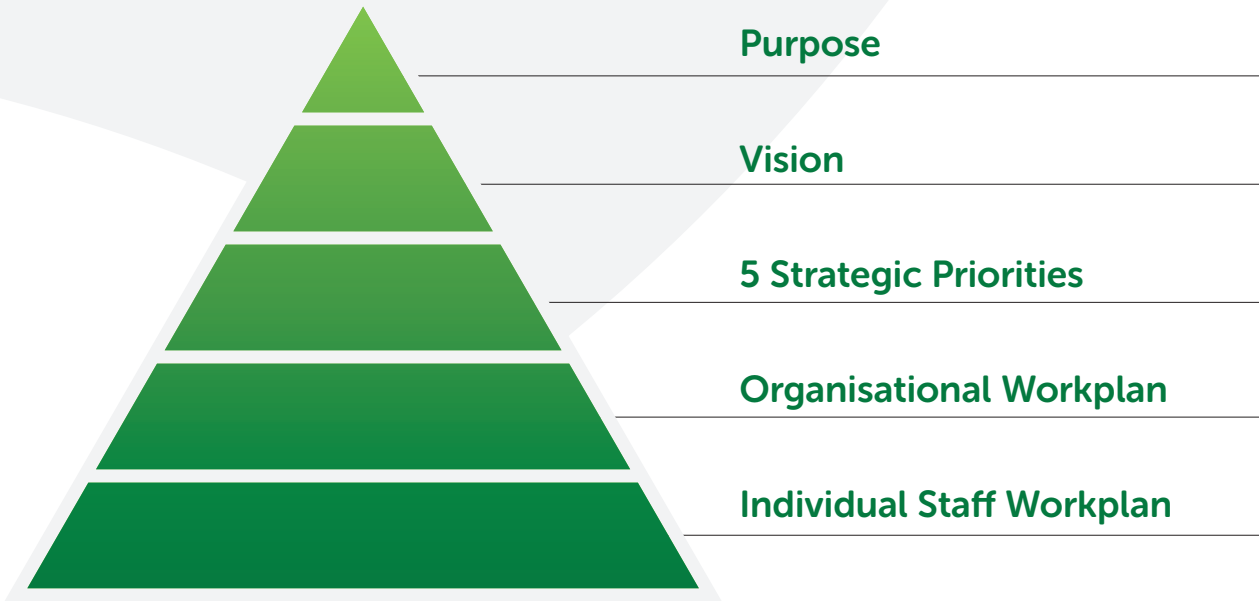 Purpose
Vision
5 Strategic Priorities
Organisational Workplan
Individual Staff Workplan